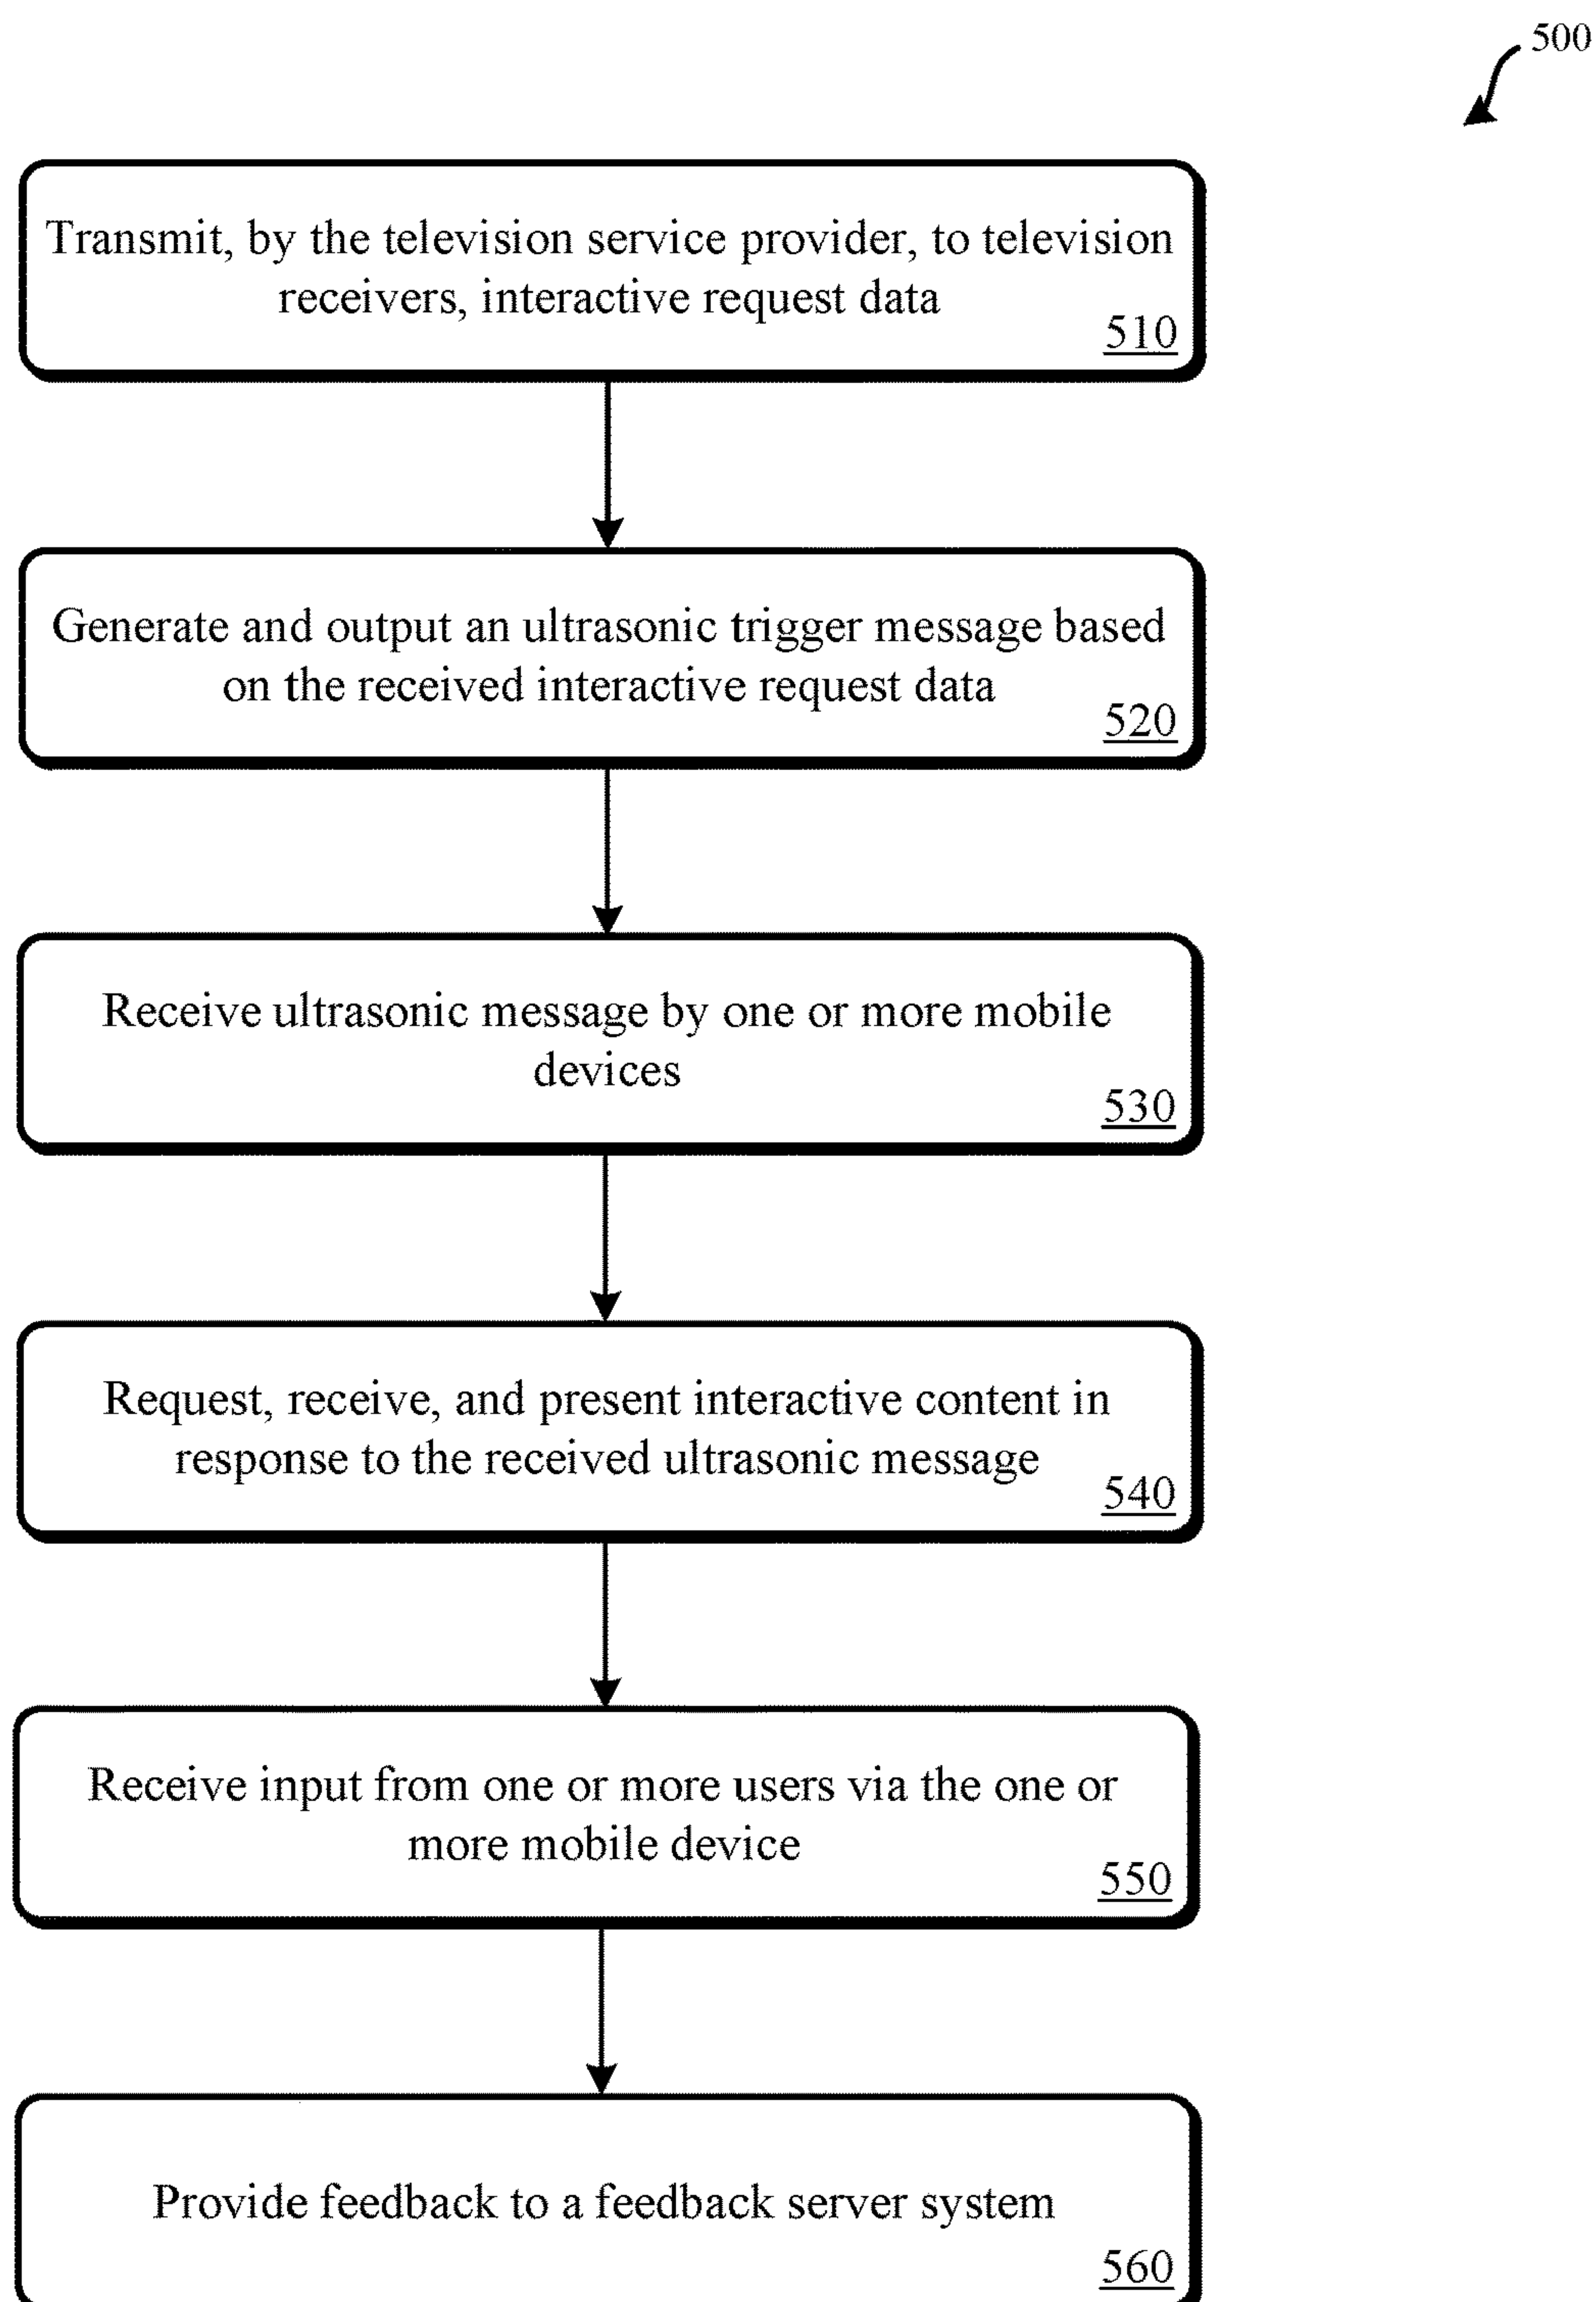 500
Transmit, by the television service provider, to television
receivers, interactive request data
510
Generate and output an ultrasonic trigger message based
on the received interactive request data
520
Receive ultrasonic message by one or more mobile
devices
530
Request, receive, and present interactive content in
response to the received ultrasonic message
540
Receive input from one or more users via the one or
more mobile device
550
Provide feedback to a feedback server system
560